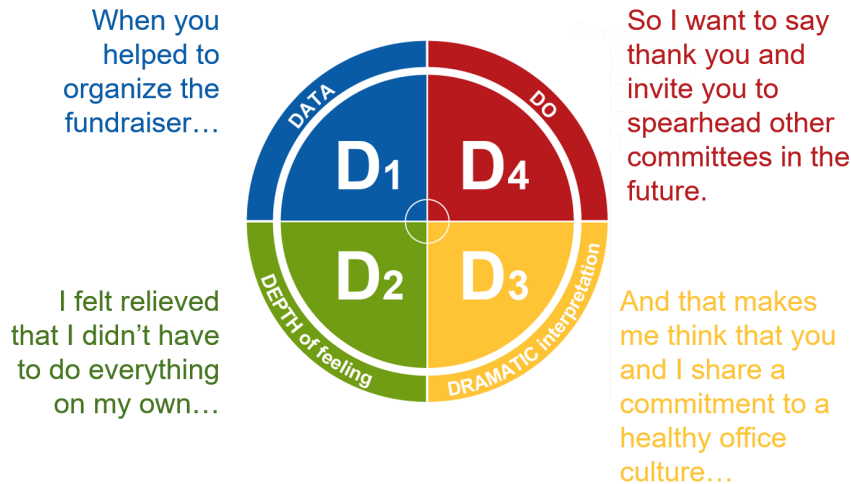 When you
helped to
organize the
fundraiser…
So I want to say
thank you and
invite you to
spearhead other
committees in the
future.
DATA
DO
D1
D4
D2
D3
DEPTH of feeling
DRAMATIC interpretation
I felt relieved
that I didn’t have
to do everything
on my own…
And that makes
me think that you
and I share a
commitment to a
healthy office
culture…